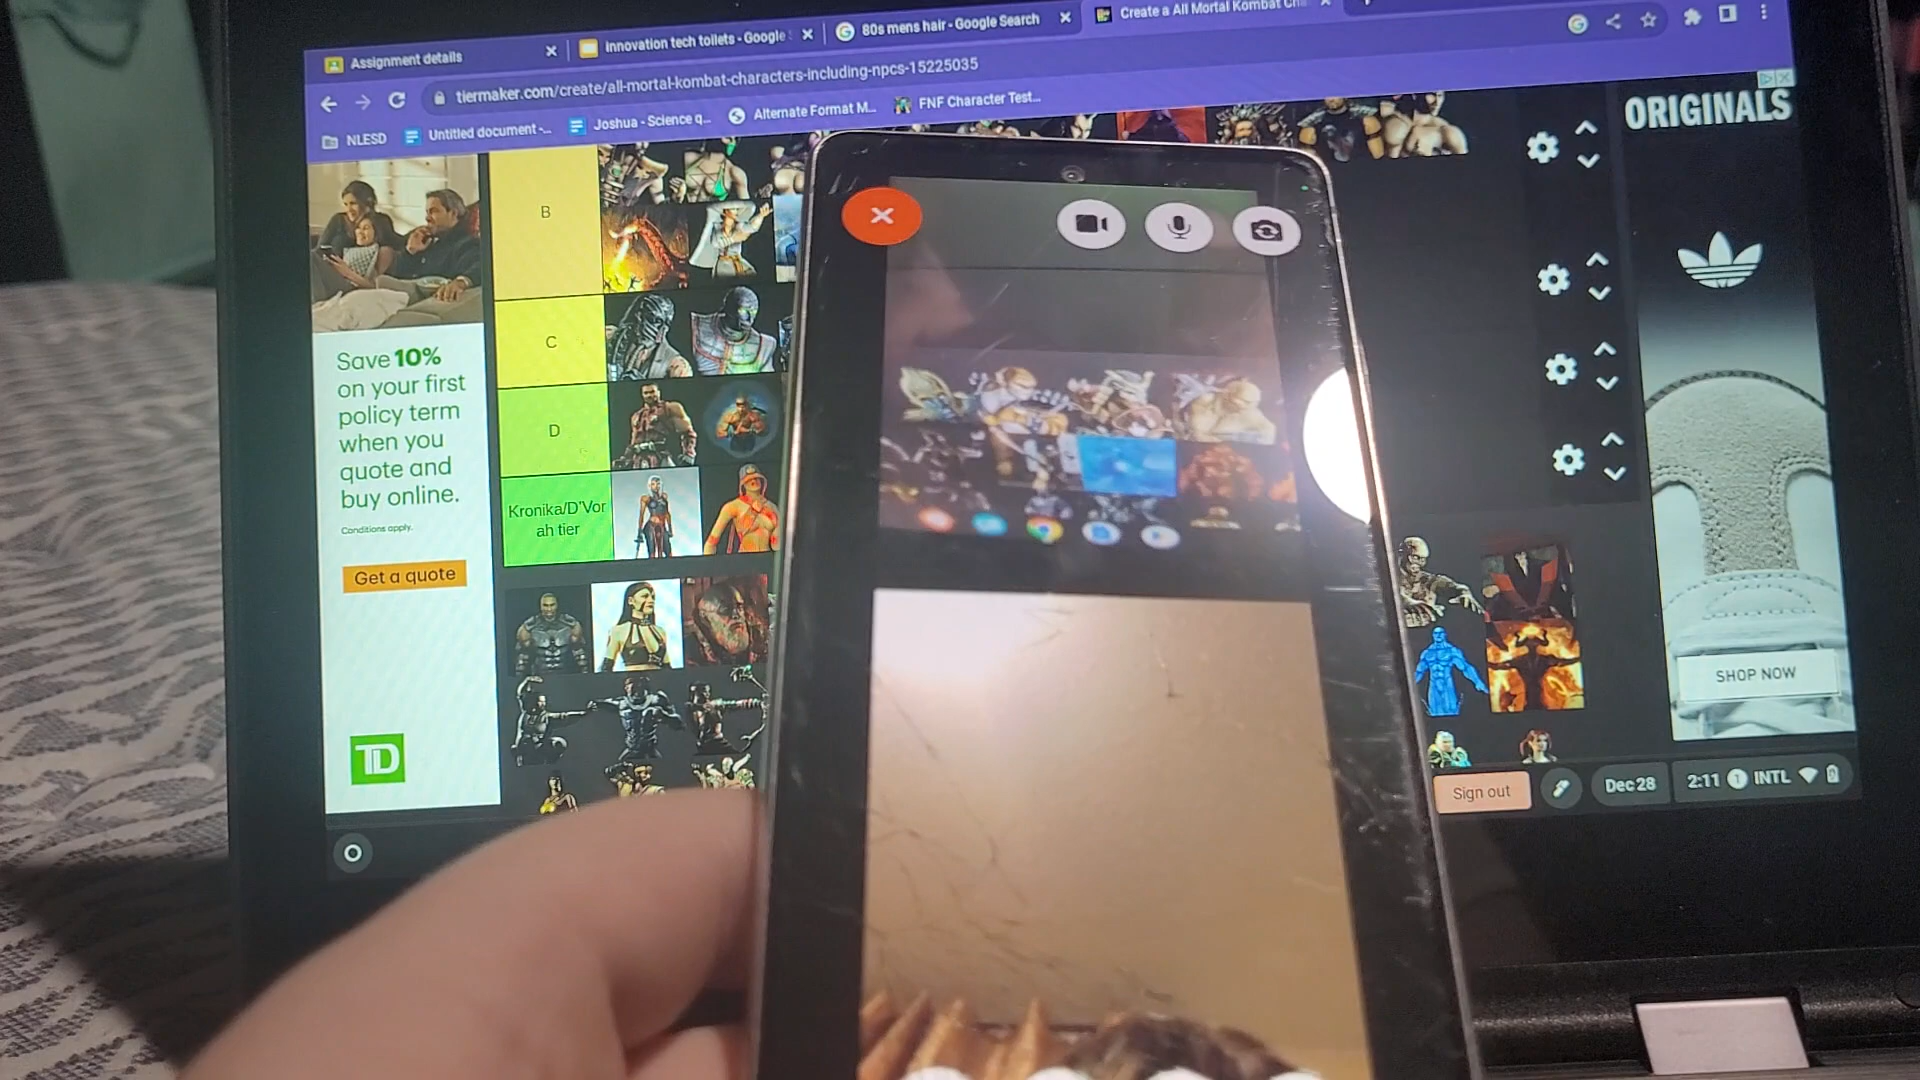 Assignment details
Innovation tech toilets - Google
80s mens hair - Google Search
Create a All Mortal Kombat
tiermaker.com/create/all-mortal-kombat-characters-including-npcs-15225035
NLESD
Untitled document -...
Joshua - Science q...
Alternate Format M...
FNF Character Test...
ORIGINALS
B
C
D
Kronika/D'Vor
ah tier
Save 10%
on your first
policy term
when you
quote and
buy online.
Conditions apply.
Get a quote
TD
SHOP NOW
Sign out
Dec 28
2:11
INTL